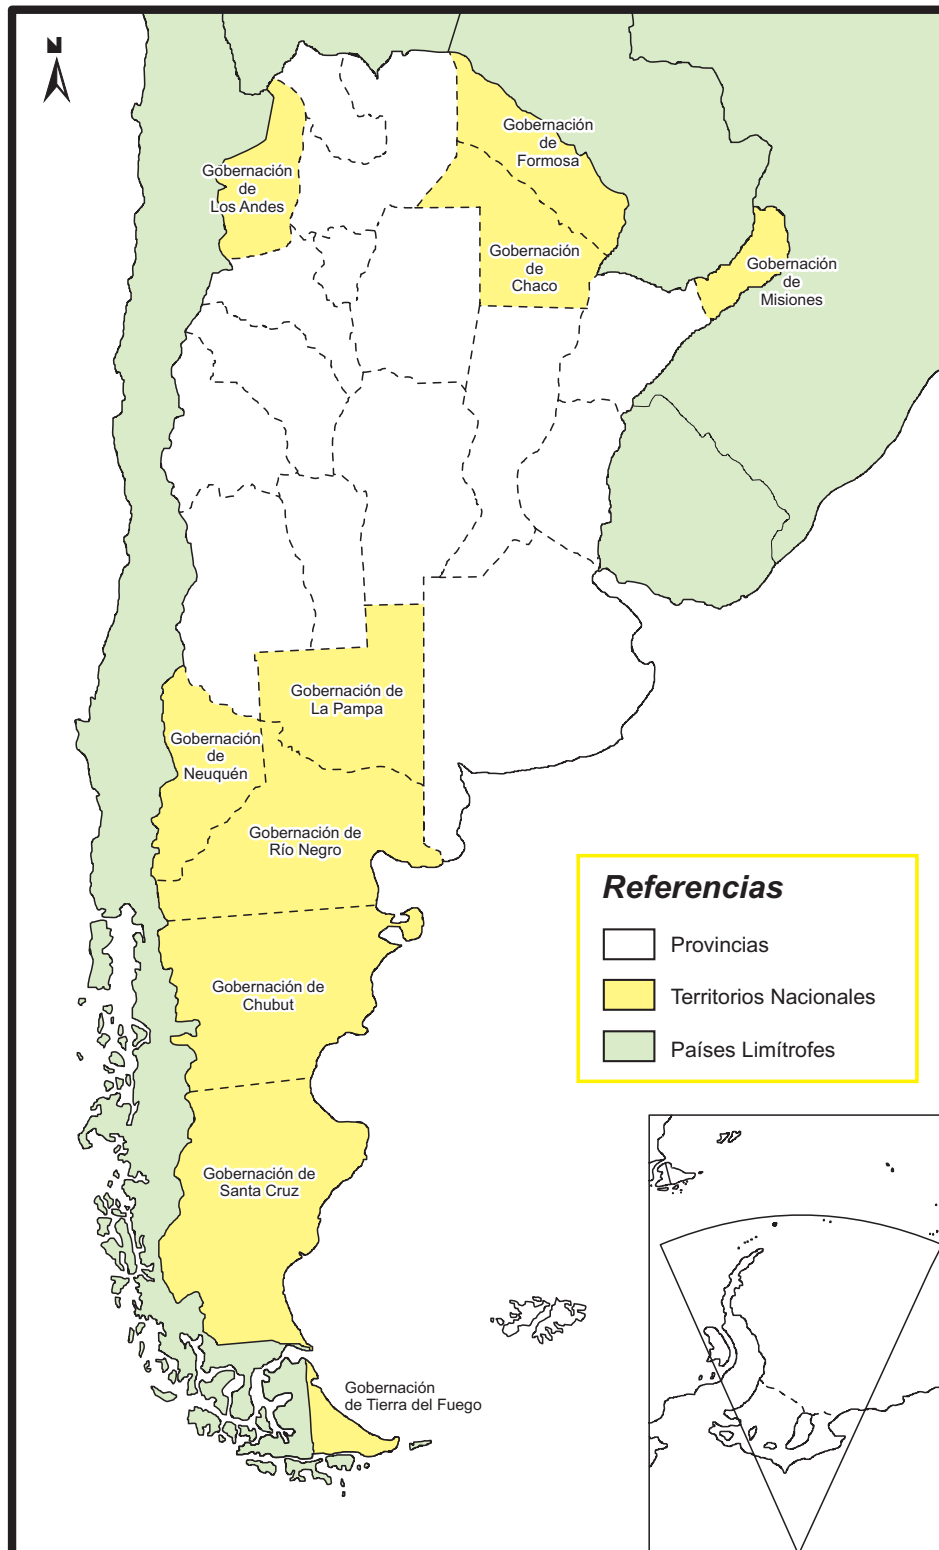 N
Gobernación
de
Formosa
Gobernación
de
Los Andes
Gobernación
de
Chaco
Gobernación
de
Misiones
Gobernación de
La Pampa
Gobernación
de
Neuquén
Gobernación de
Río Negro
Referencias
Provincias
Territorios Nacionales
Países Limítrofes
Gobernación de
Chubut
Gobernación de
Santa Cruz
Gobernación
de Tierra del Fuego